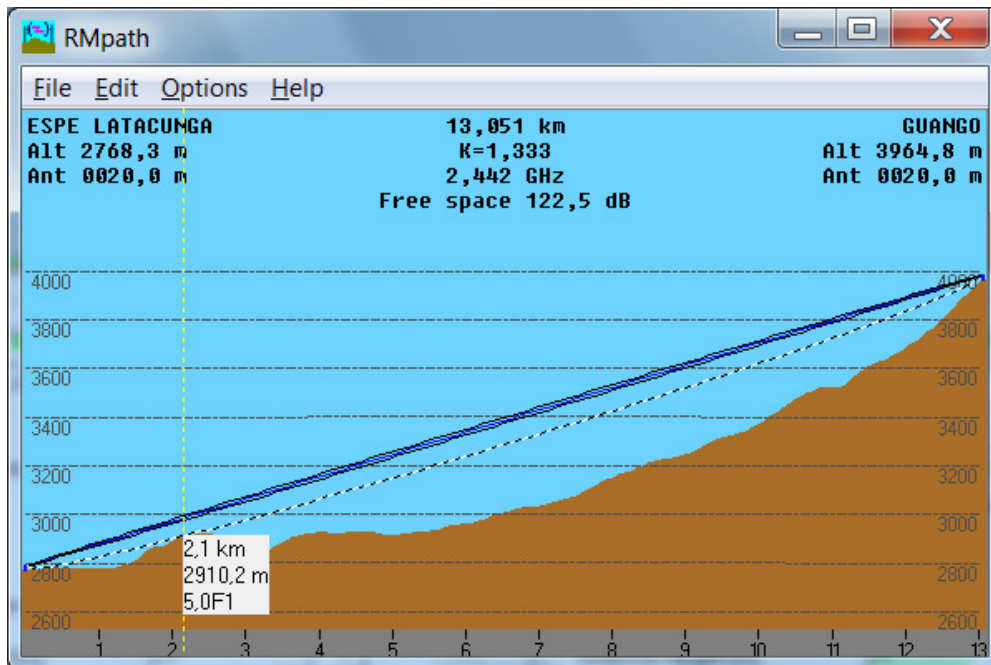 RMpath
File Edit Options Help
ESPE LATACUNGA 13,051 km GUANGO
Alt 2768,3 m K=1,333 Alt 3964,8 m
Ant 0020,0 m 2,442 GHz Ant 0020,0 m
Free space 122,5 dB
4000 4000
3800 3800
3600 3600
3400 3400
3200 3200
3000 3000
2,1 km
2800 2910,2 m 2800
5,0F1
2600 2600
1 2 3 4 5 6 7 8 9 10 11 12 13